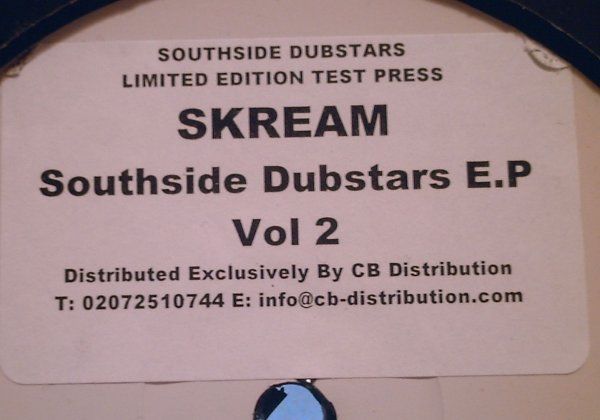 SOUTHSIDE DUBSTARS
LIMITED EDITION TEST PRESS
SKREAM
Southside Dubstars E.P
Vol 2
Distributed Exclusively By CB Distribution
T: 02072510744 E: info@cb-distribution.com